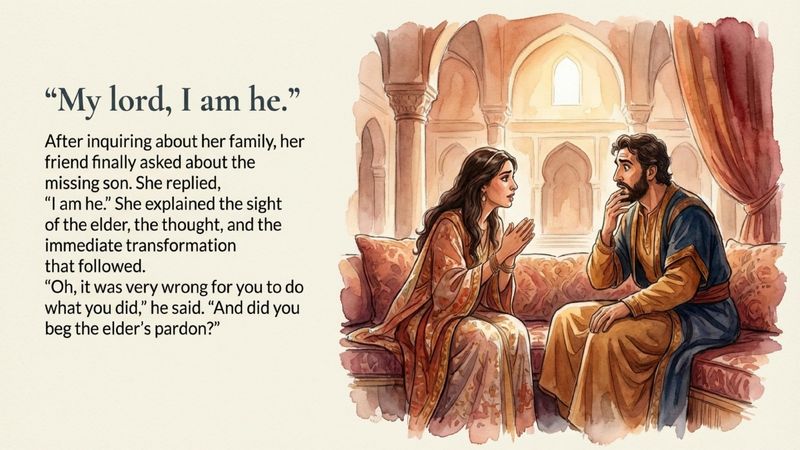 “My lord, I am he.”
After inquiring about her family, her
friend finally asked about the
missing son. She replied,
“I am he.” She explained the sight
of the elder, the thought, and the
immediate transformation
that followed.
“Oh, it was very wrong for you to do
what you did,” he said. “And did you
beg the elder’s pardon?”